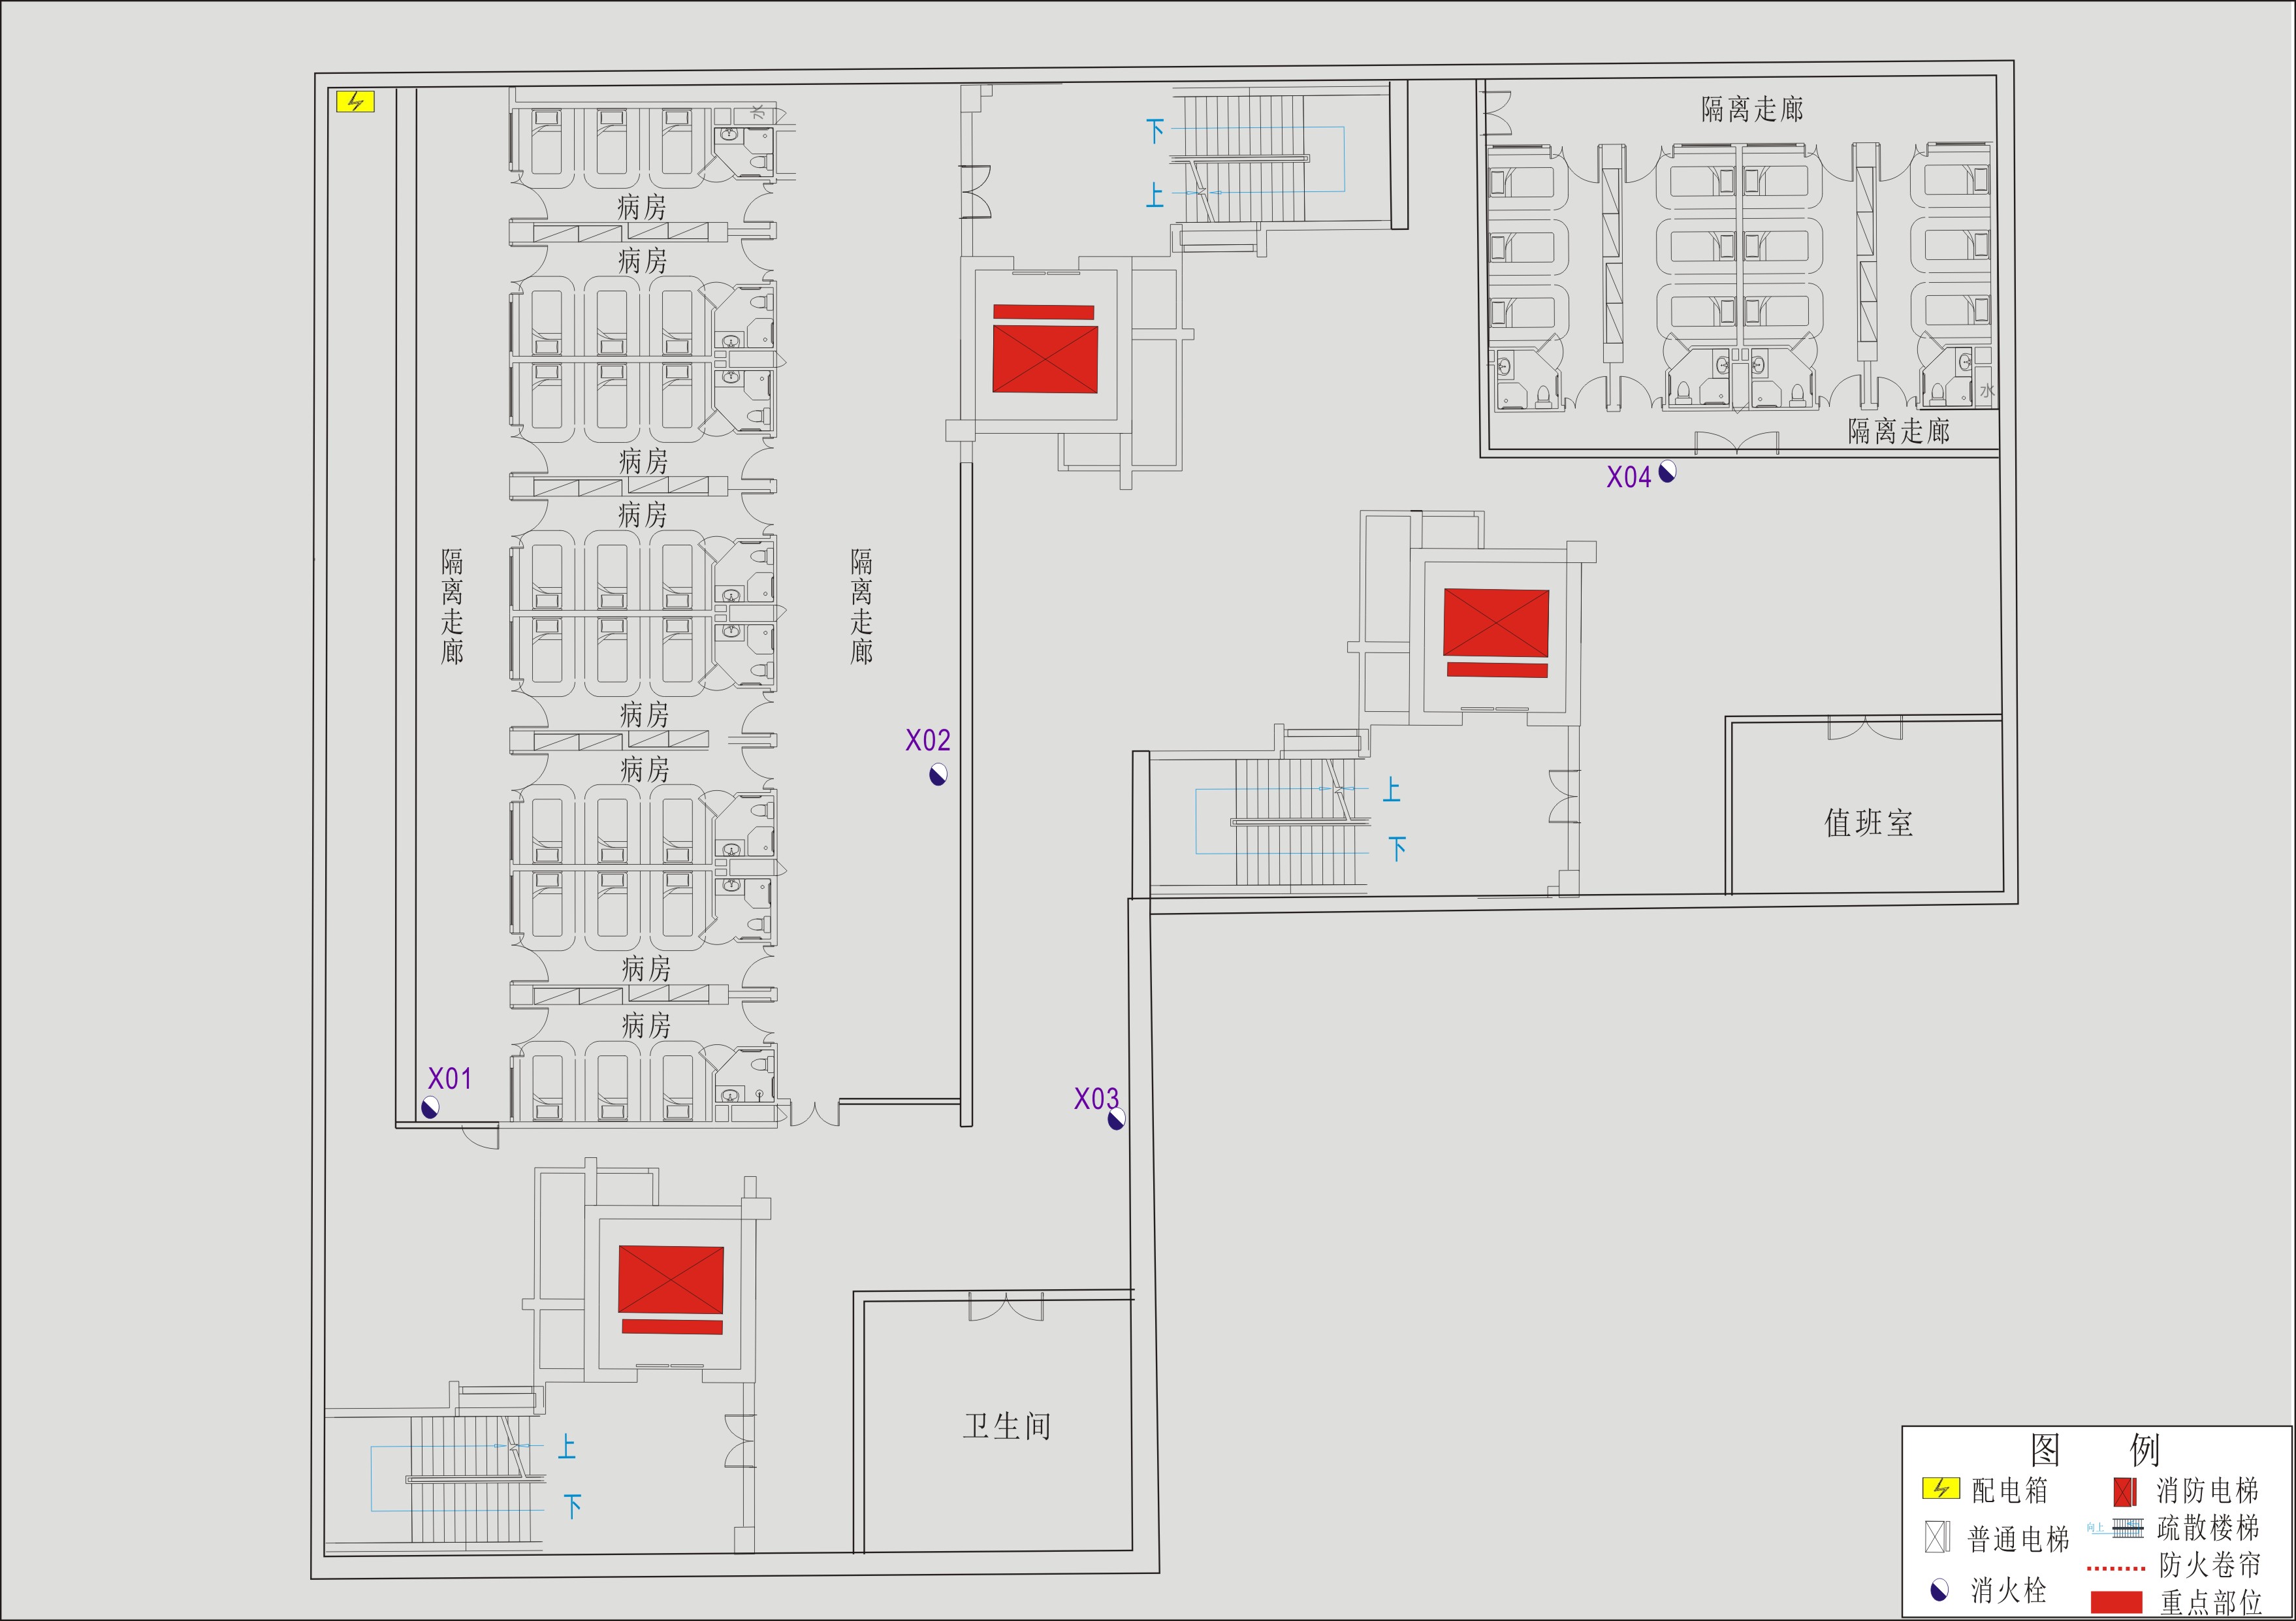 水
隔离走廊
下
上
病房
病房
水
隔离走廊
X04
病房
病房
隔离走廊
隔离走廊
病房
X02
病房
上
下
值班室
病房
病房
X01
X03
上
下
卫生间
图 例
配电箱
消防电梯
普通电梯
向上
疏散楼梯
防火卷帘
消火栓
重点部位